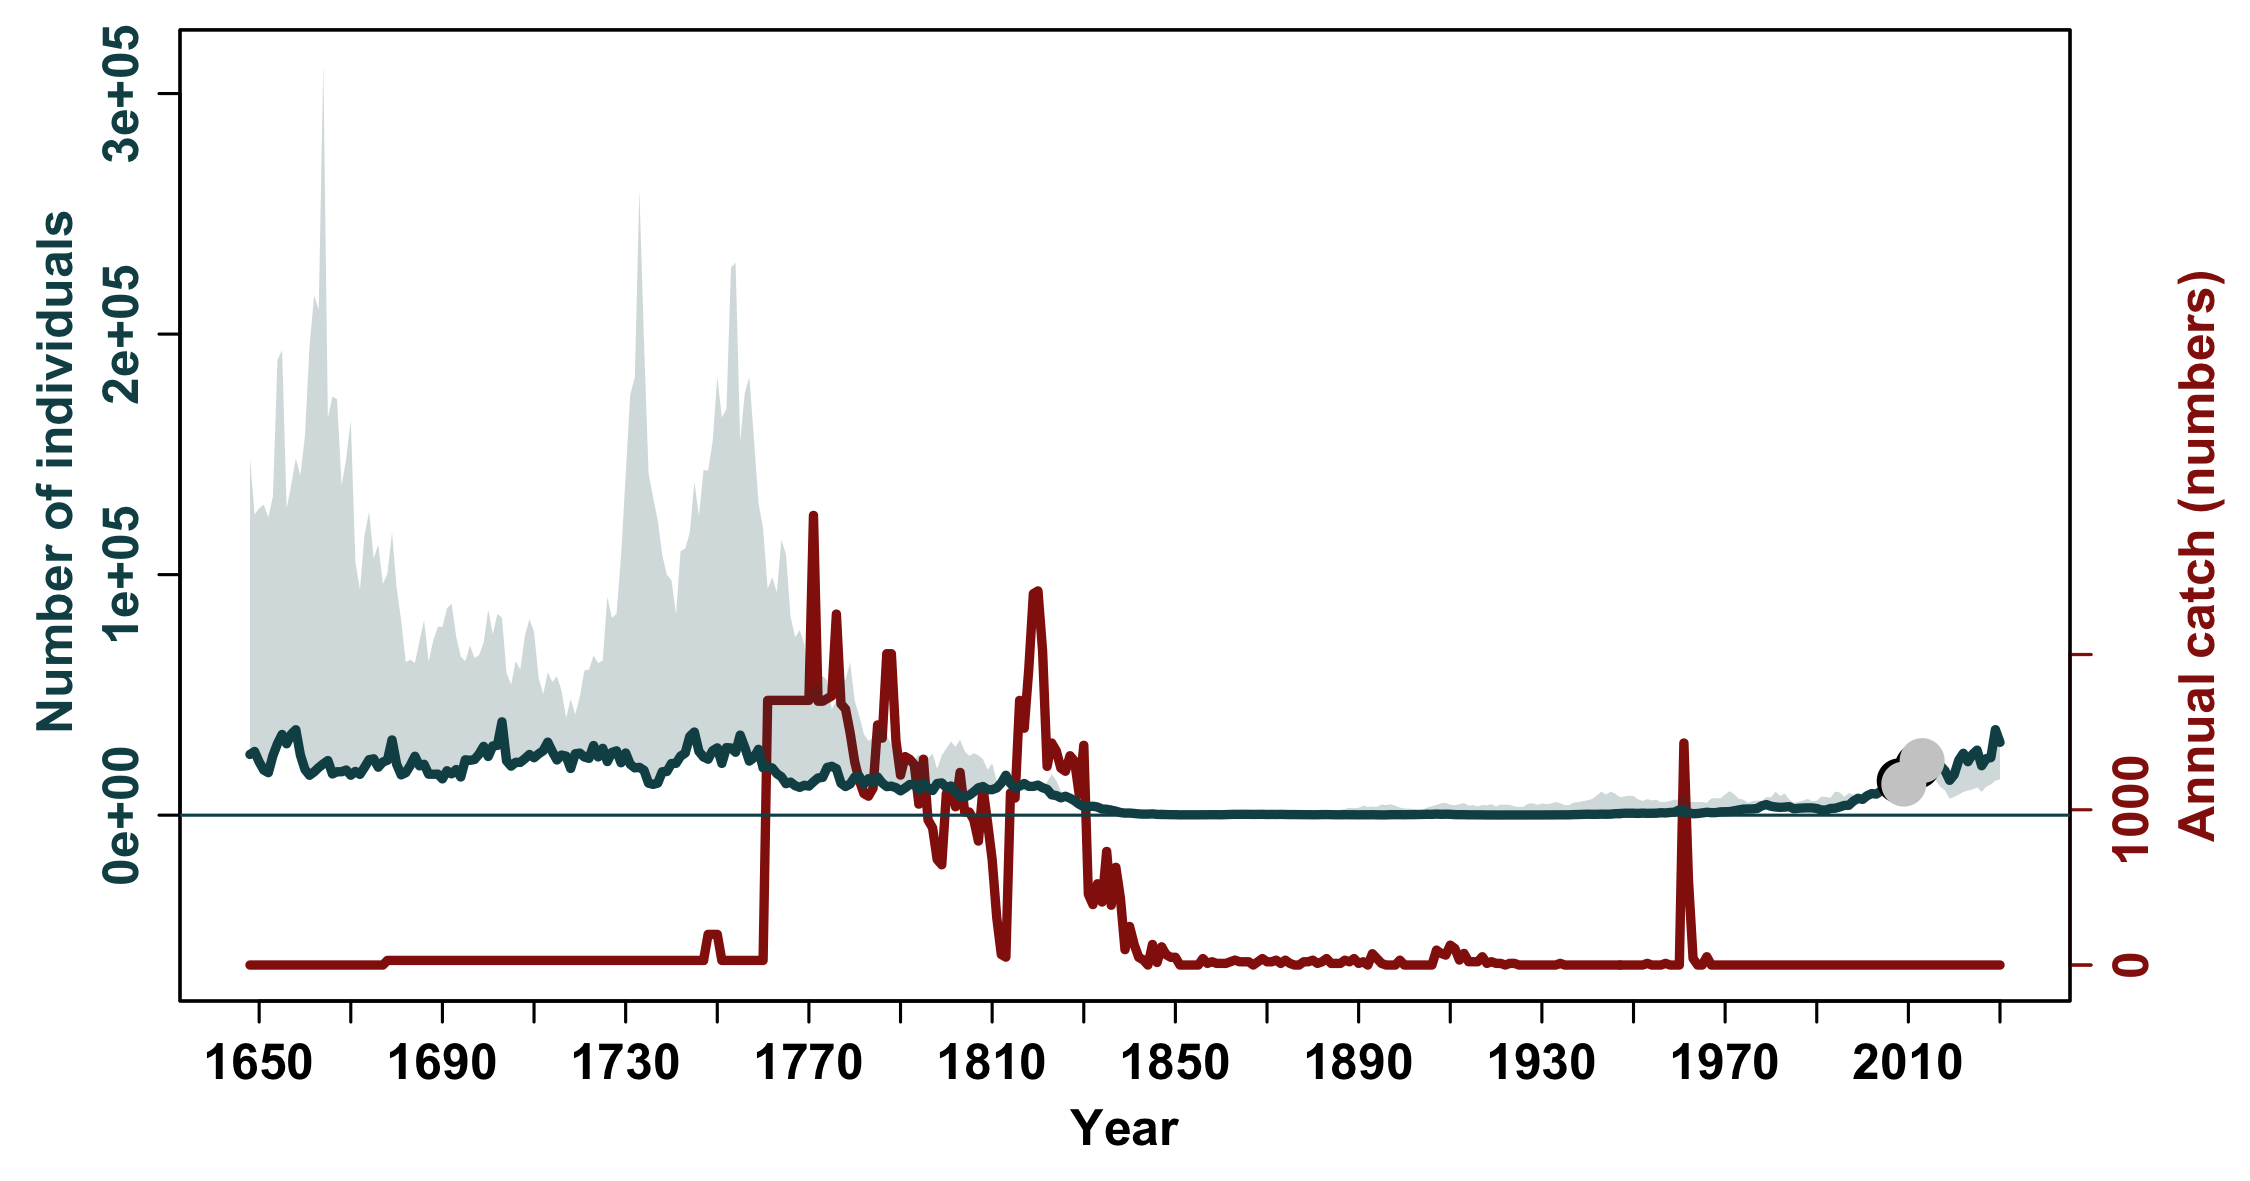 Number of individuals
3e+05
2e+05
1e+05
0e+00
Annual catch (numbers)
1000
0
1650 1690 1730 1770 1810 1850 1890 1930 1970 2010
Year